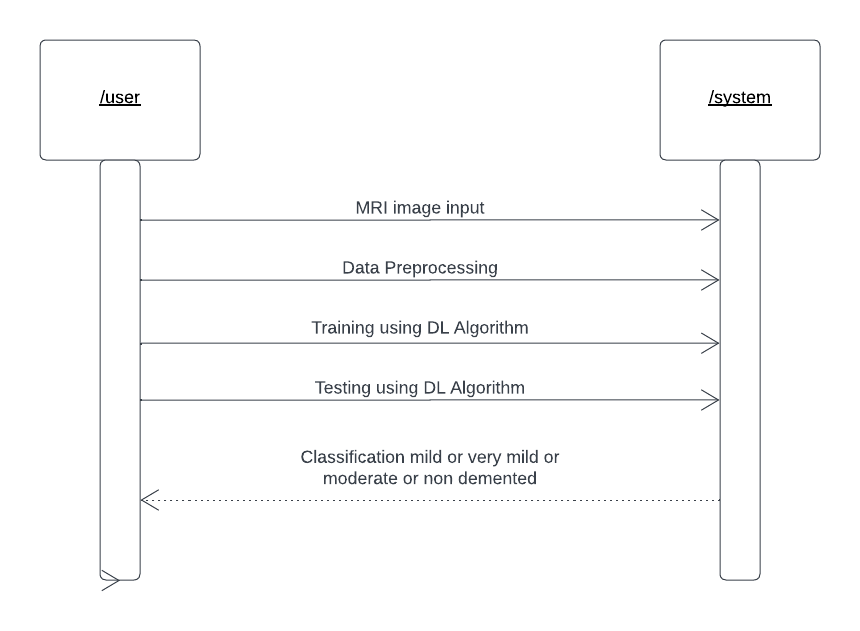 /user
/system
MRI image input
Data Preprocessing
Training using DL Algorithm
Testing using DL Algorithm
Classification mild or very mild or
moderate or non demented